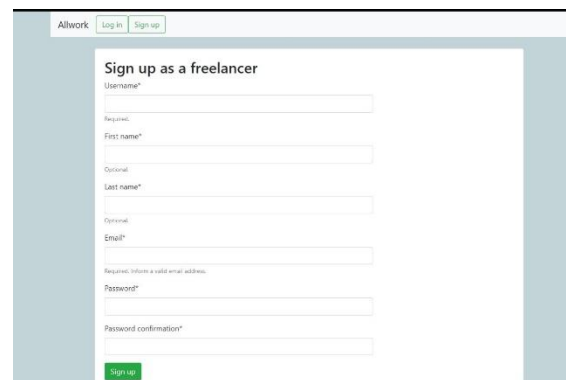 Allwork Log in Sign up
Sign up as a freelancer
Username*
Required.
First name*
Optional.
Last name*
Optional.
Email*
Required. Inform a valid email address.
Password*
Password confirmation*
Sign up